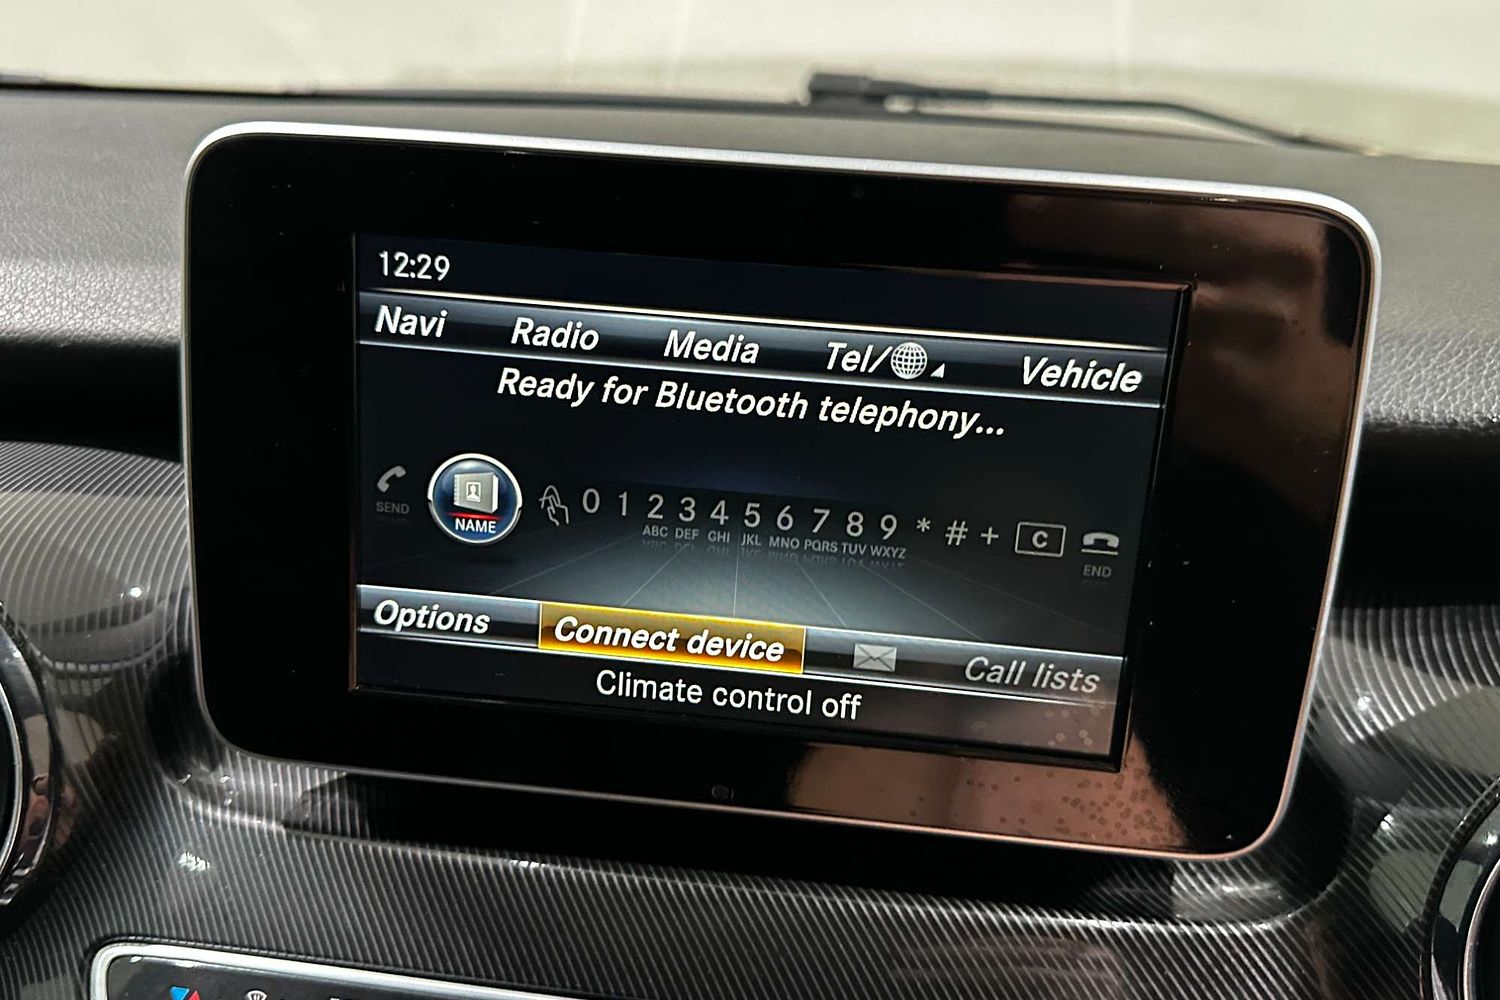 12:29
Navi Radio Media Tel/ Vehicle
Ready for Bluetooth telephony...
SEND NAME 0 1 2 3 4 5 6 7 8 9 * # + C END
ABC DEF GHI JKL MNO PQRS TUV WXYZ
Options Connect device Call lists
Climate control off